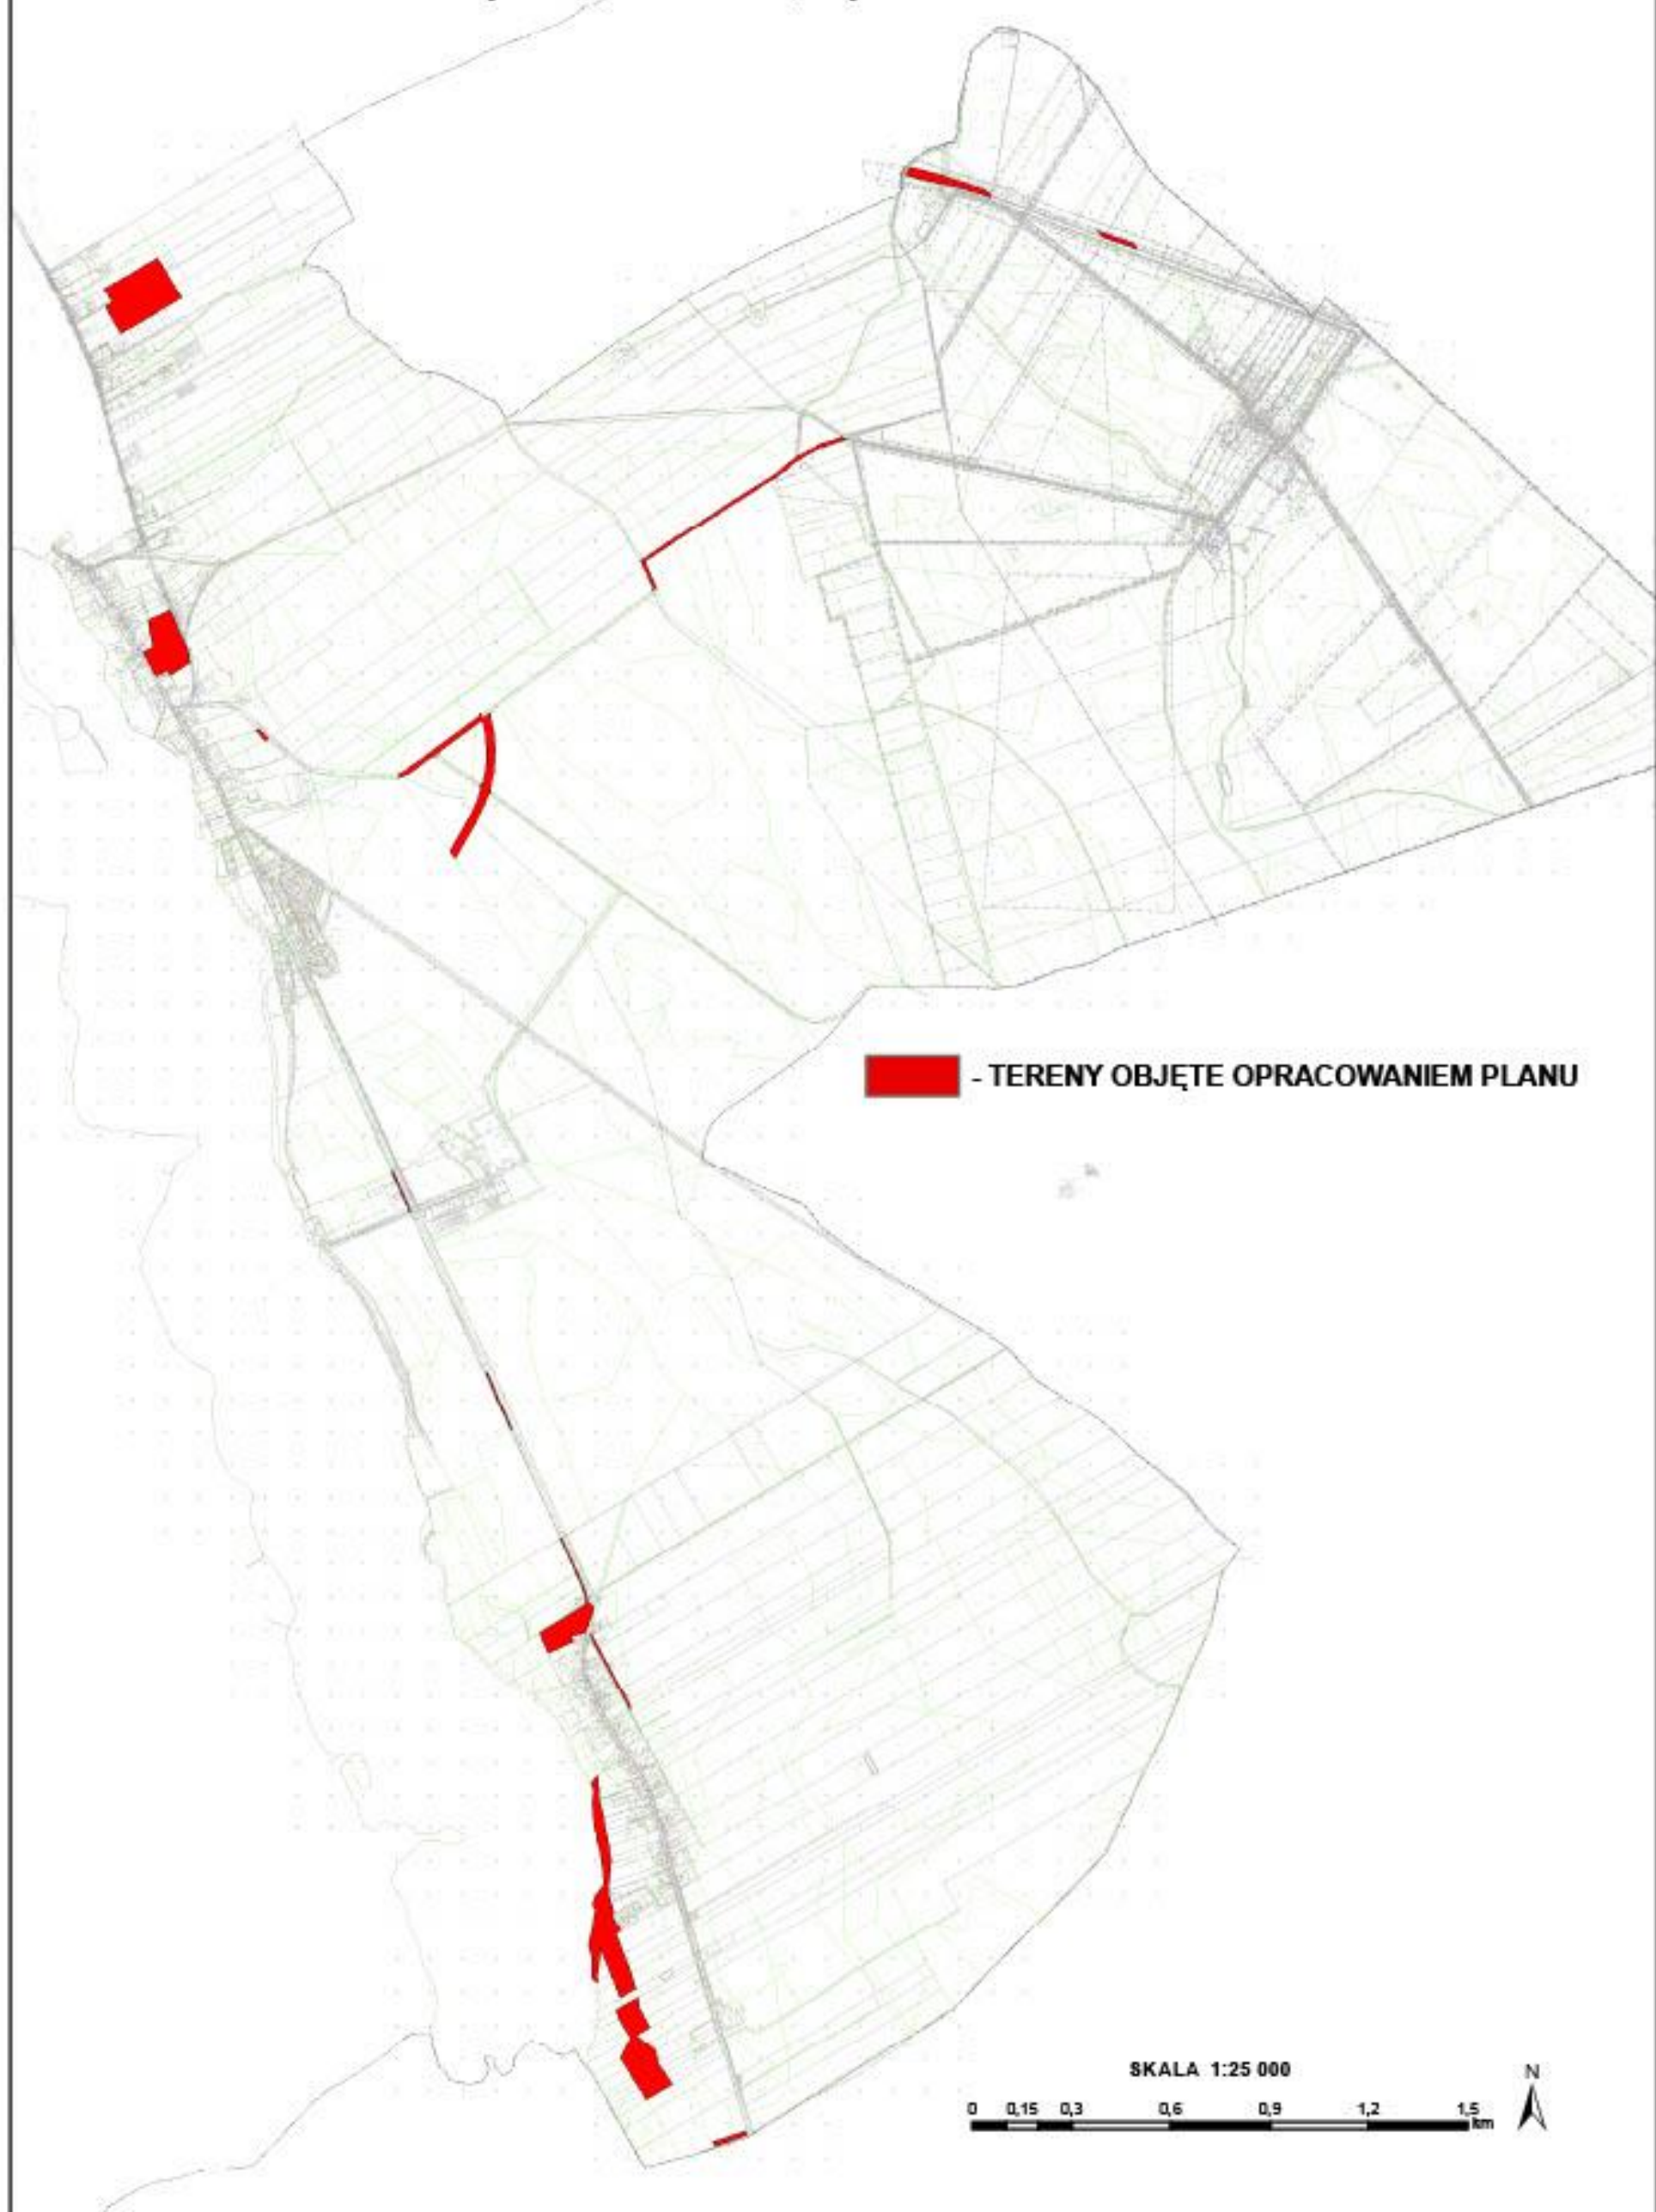 - TERENY OBJĘTE OPRACOWANIEM PLANU
SKALA 1:25 000
N
0 0,15 0,3 0,6 0,9 1,2 1,5
km